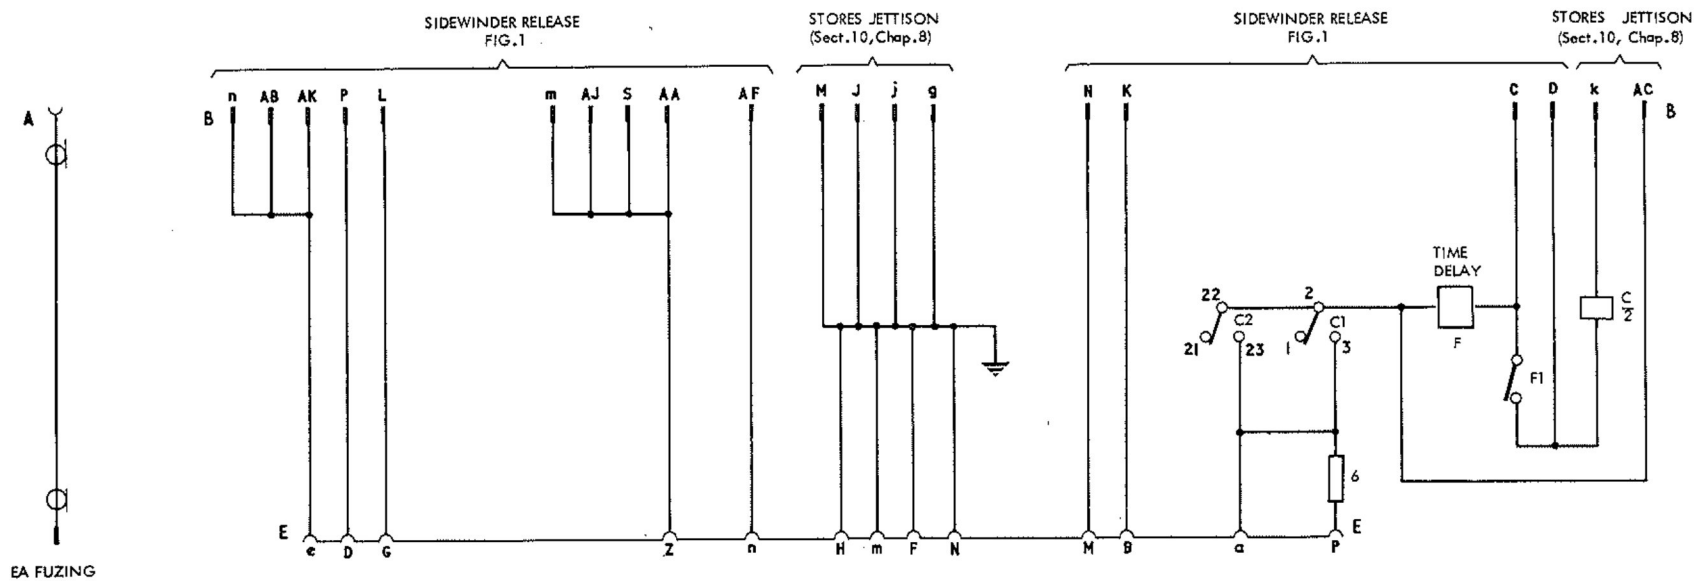 SIDEWINDER RELEASE
FIG.1
STORES JETTISON
(Sect.10,Chap.8)
SIDEWINDER RELEASE
FIG.1
STORES JETTISON
(Sect.10, Chap.8)
A
B n AB AK P L m AJ S AA AF M J j g N K C D k AC B
TIME
DELAY
22 2
C
2
C2 C1
21 23 1 3
F
F1
6
E e D G Z n H m F N M B a P E
EA FUZING